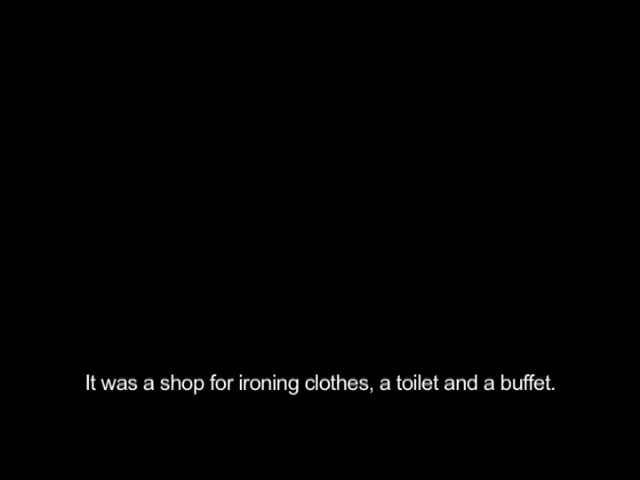 It was a shop for ironing clothes, a toilet and a buffet.